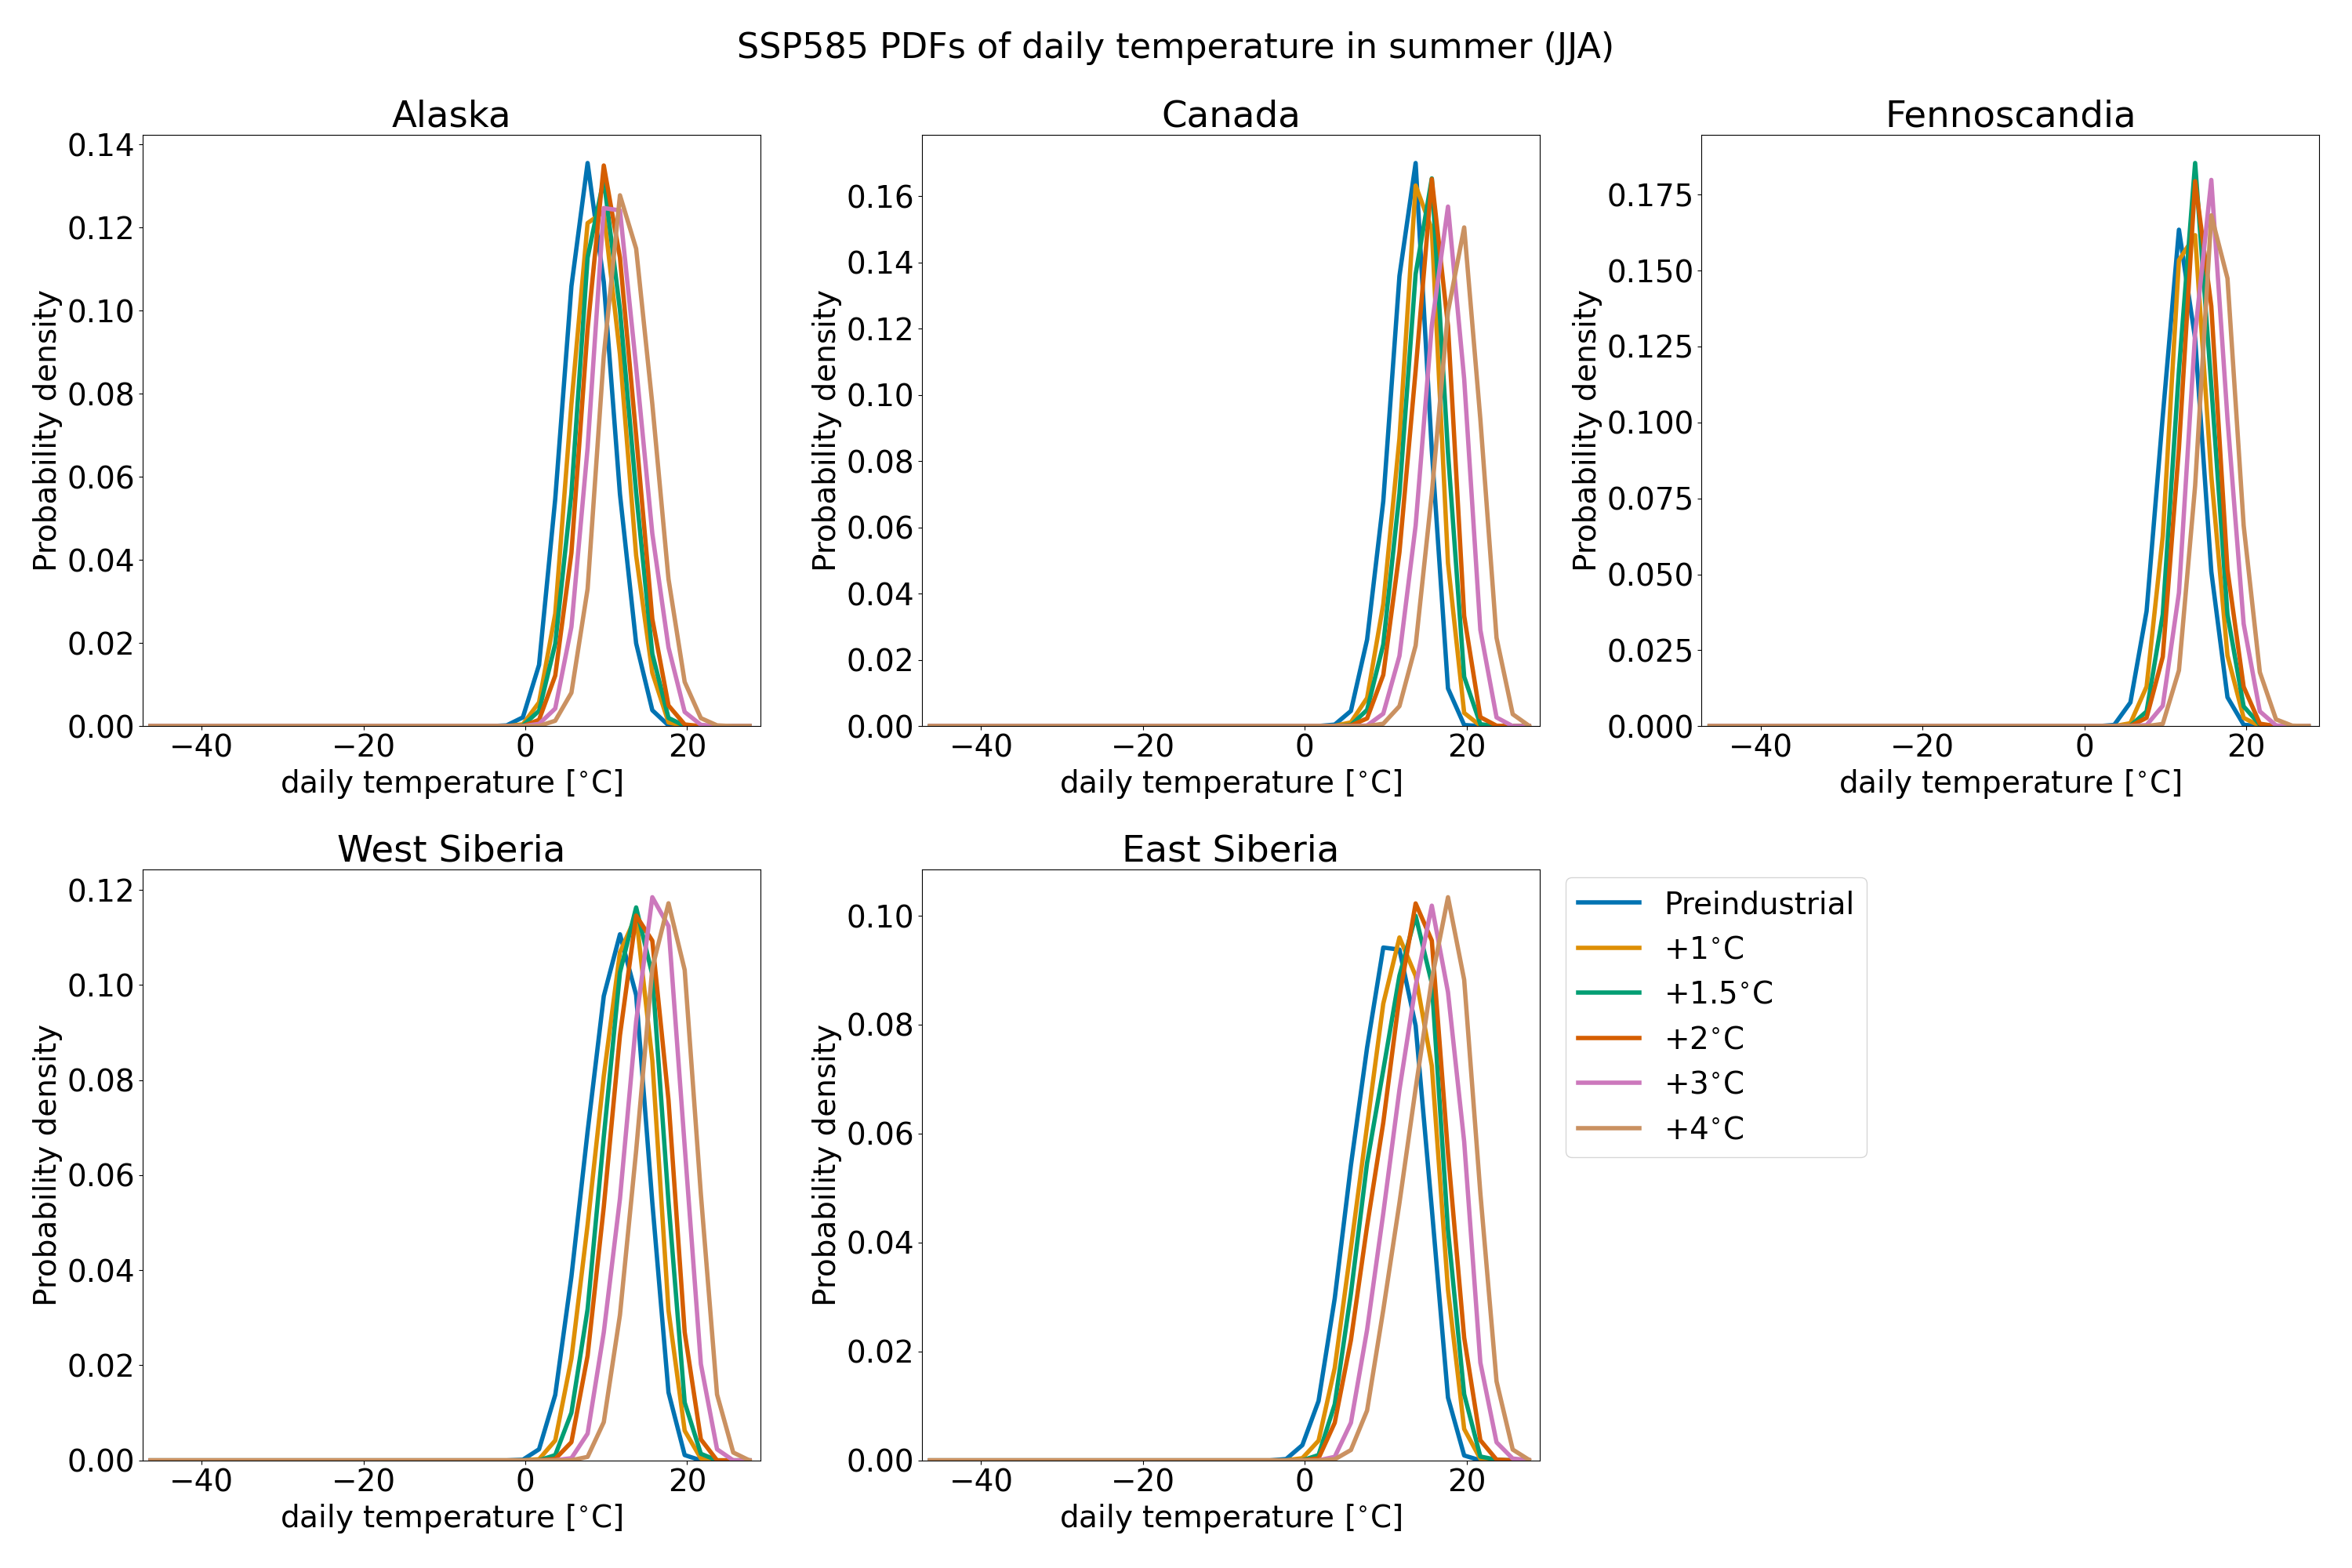 SSP585 PDFs of daily temperature in summer (JJA)
Alaska
Probability density
0.14
0.12
0.10
0.08
0.06
0.04
0.02
0.00
−40 −20 0 20
daily temperature [°C]
Canada
Probability density
0.16
0.14
0.12
0.10
0.08
0.06
0.04
0.02
0.00
−40 −20 0 20
daily temperature [°C]
Fennoscandia
Probability density
0.175
0.150
0.125
0.100
0.075
0.050
0.025
0.000
−40 −20 0 20
daily temperature [°C]
West Siberia
Probability density
0.12
0.10
0.08
0.06
0.04
0.02
0.00
−40 −20 0 20
daily temperature [°C]
East Siberia
Probability density
0.10
0.08
0.06
0.04
0.02
0.00
−40 −20 0 20
daily temperature [°C]
Preindustrial
+1°C
+1.5°C
+2°C
+3°C
+4°C